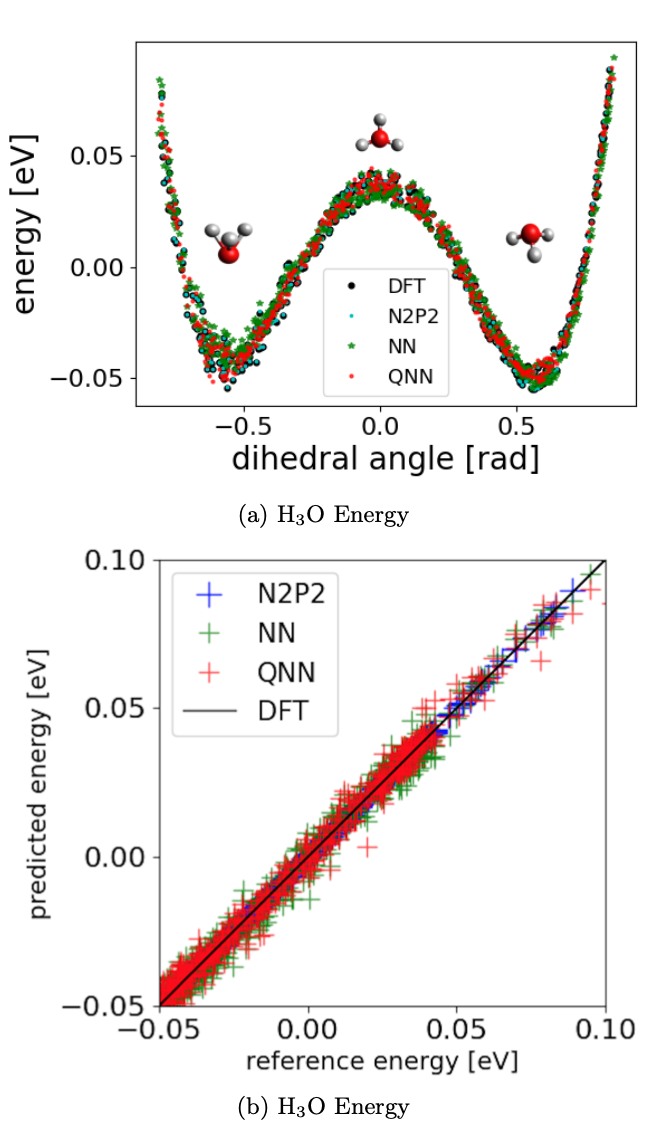 energy [eV]
0.05
0.00
−0.05
DFT
N2P2
NN
QNN
−0.5 0.0 0.5
dihedral angle [rad]
(a) H₃O Energy
predicted energy [eV]
0.10
0.05
0.00
−0.05
N2P2
NN
QNN
DFT
−0.05 0.00 0.05 0.10
reference energy [eV]
(b) H₃O Energy